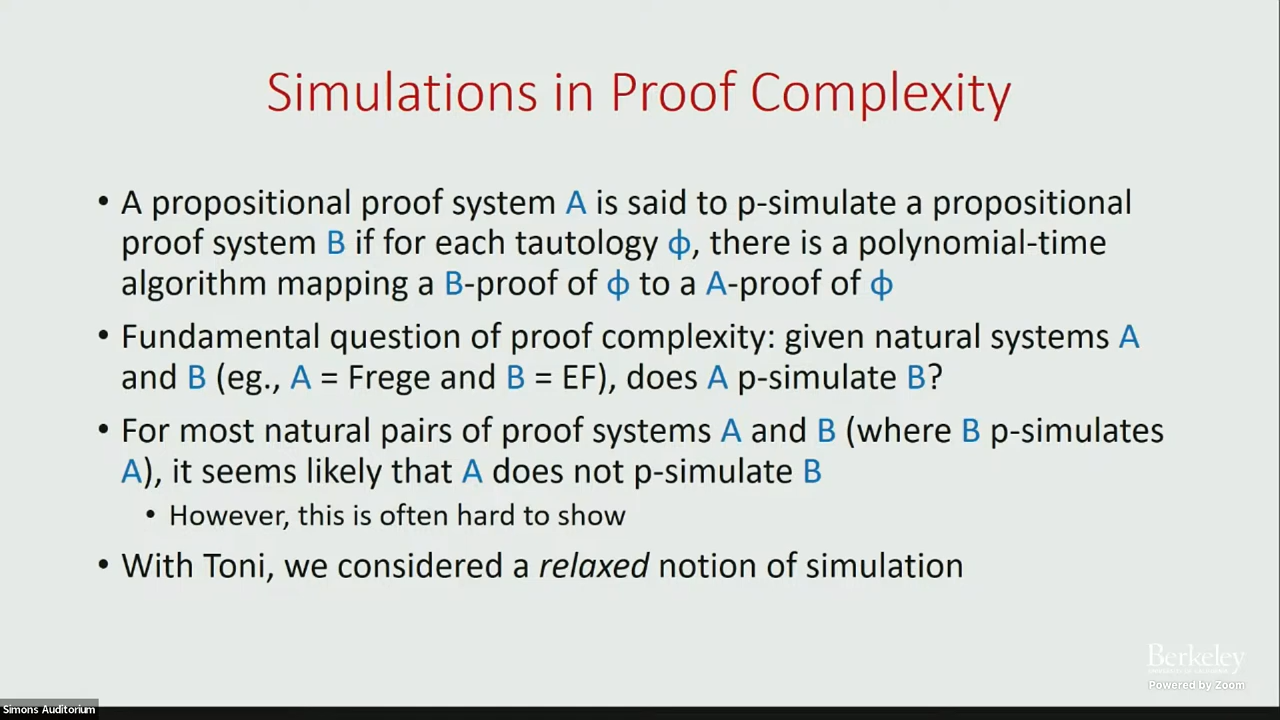 Simulations in Proof Complexity
• A propositional proof system A is said to p-simulate a propositional
proof system B if for each tautology ϕ, there is a polynomial-time
algorithm mapping a B-proof of ϕ to a A-proof of ϕ
• Fundamental question of proof complexity: given natural systems A
and B (eg., A = Frege and B = EF), does A p-simulate B?
• For most natural pairs of proof systems A and B (where B p-simulates
A), it seems likely that A does not p-simulate B
• However, this is often hard to show
• With Toni, we considered a relaxed notion of simulation
Berkeley
Powered by Zoom
Simons Auditorium